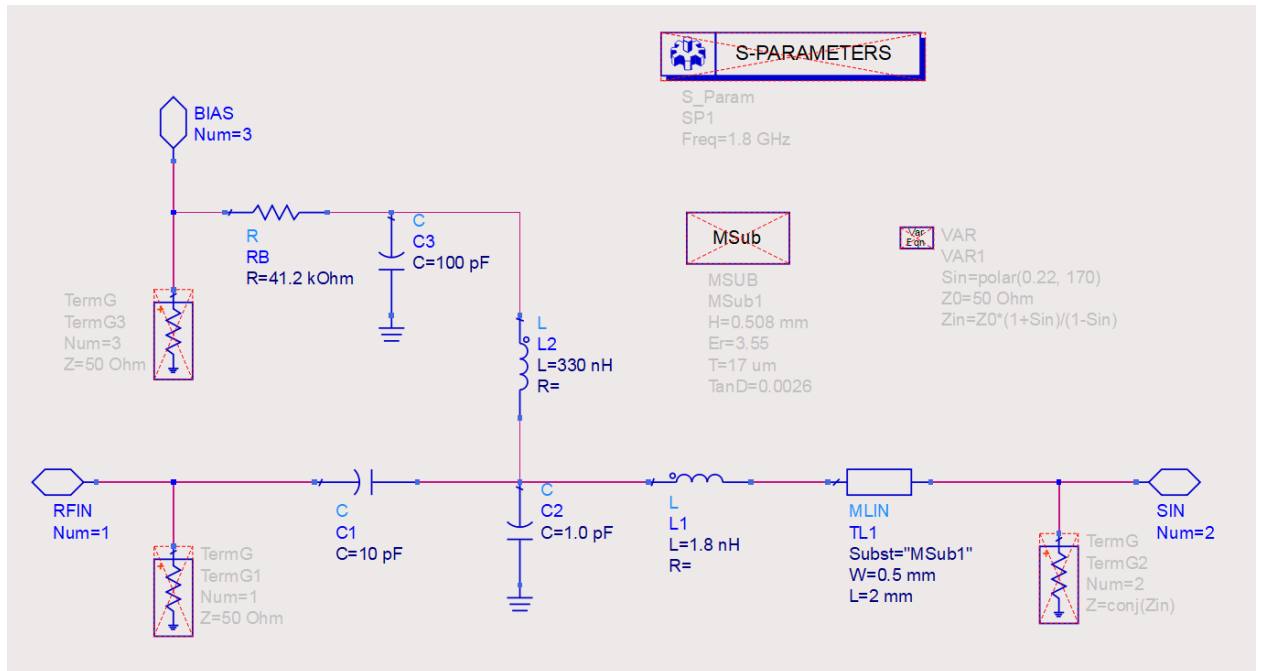 S-PARAMETERS
S_Param
SP1
Freq=1.8 GHz
BIAS
Num=3
R
RB
R=41.2 kOhm
C
C3
C=100 pF
MSub
MSUB
MSub1
H=0.508 mm
Er=3.55
T=17 um
TanD=0.0026
Var
Eqn
VAR
VAR1
Sin=polar(0.22, 170)
Z0=50 Ohm
Zin=Z0*(1+Sin)/(1-Sin)
TermG
TermG3
Num=3
Z=50 Ohm
L
L2
L=330 nH
R=
RFIN
Num=1
C
C1
C=10 pF
C
C2
C=1.0 pF
L
L1
L=1.8 nH
R=
MLIN
TL1
Subst="MSub1"
W=0.5 mm
L=2 mm
SIN
Num=2
TermG
TermG1
Num=1
Z=50 Ohm
TermG
TermG2
Num=2
Z=conj(Zin)